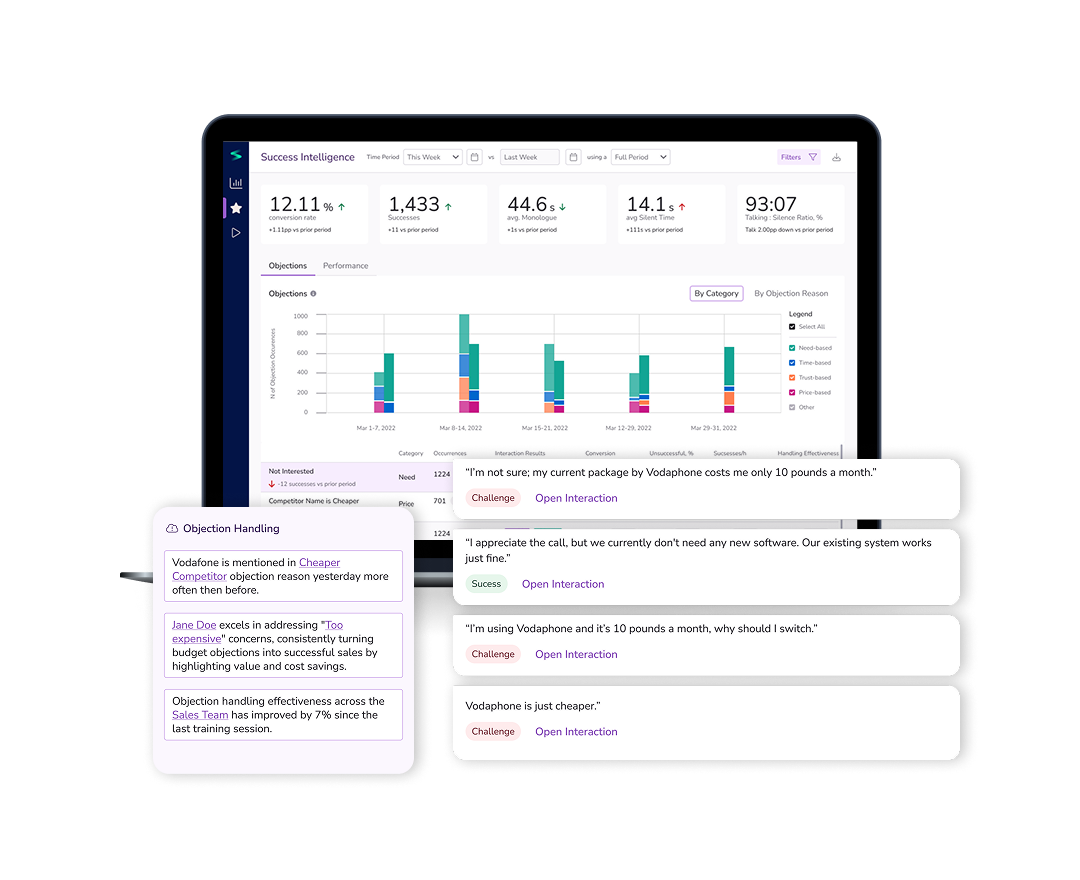 Success Intelligence
Time Period
This Week
vs
Last Week
using a
Full Period
Filters
12.11 %
conversion rate
+1.11pp vs prior period
1,433
Successes
+11 vs prior period
44.6 s
avg. Monologue
+1s vs prior period
14.1 s
avg Silent Time
+111s vs prior period
93:07
Talking : Silence Ratio, %
Talk 2.00pp down vs prior period
Objections
Performance
Objections
By Category
By Objection Reason
N of Objection Occurences
1000
800
600
400
200
0
Mar 1-7, 2022
Mar 8-14, 2022
Mar 15-21, 2022
Mar 12-29, 2022
Mar 29-31, 2022
Legend
Select All
Need-based
Time-based
Trust-based
Price-based
Other
Category
Occurrences
Interaction Results
Conversion
Unsuccessful, %
Successes/h
Handling Effectiveness
Not Interested
-12 successes vs prior period
Need
1224
Competitor Name is Cheaper
Price
701
1224
Objection Handling
Vodafone is mentioned in Cheaper
Competitor objection reason yesterday more
often then before.
Jane Doe excels in addressing "Too
expensive" concerns, consistently turning
budget objections into successful sales by
highlighting value and cost savings.
Objection handling effectiveness across the
Sales Team has improved by 7% since the
last training session.
“I’m not sure; my current package by Vodaphone costs me only 10 pounds a month.”
Challenge
Open Interaction
“I appreciate the call, but we currently don't need any new software. Our existing system works
just fine.”
Sucess
Open Interaction
“I’m using Vodaphone and it’s 10 pounds a month, why should I switch.”
Challenge
Open Interaction
Vodaphone is just cheaper.”
Challenge
Open Interaction